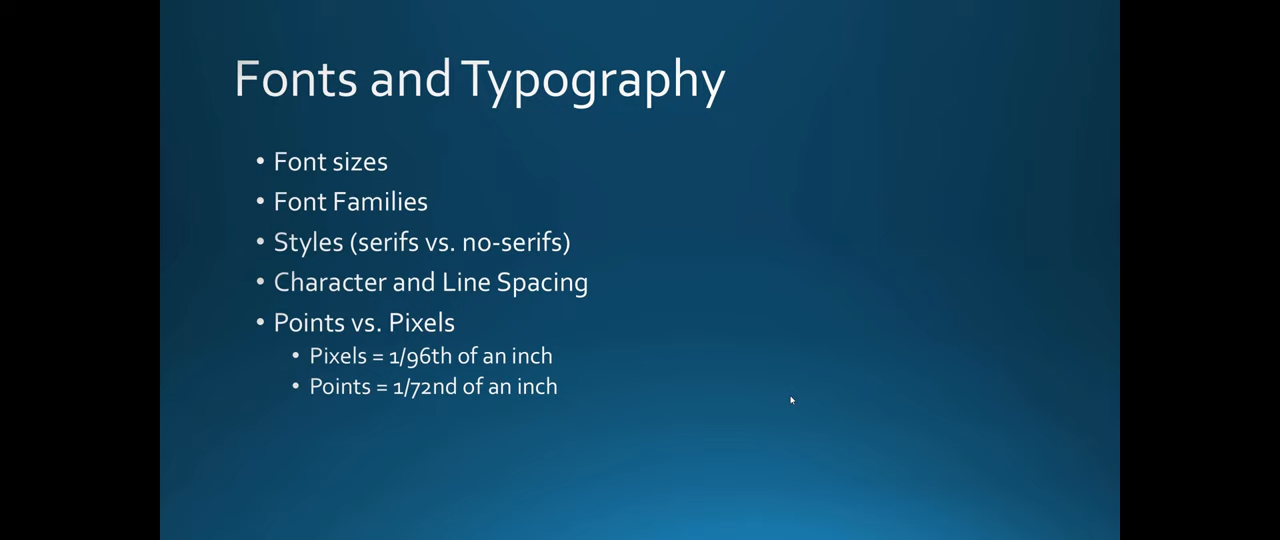 Fonts and Typography
• Font sizes
• Font Families
• Styles (serifs vs. no-serifs)
• Character and Line Spacing
• Points vs. Pixels
• Pixels = 1/96th of an inch
• Points = 1/72nd of an inch